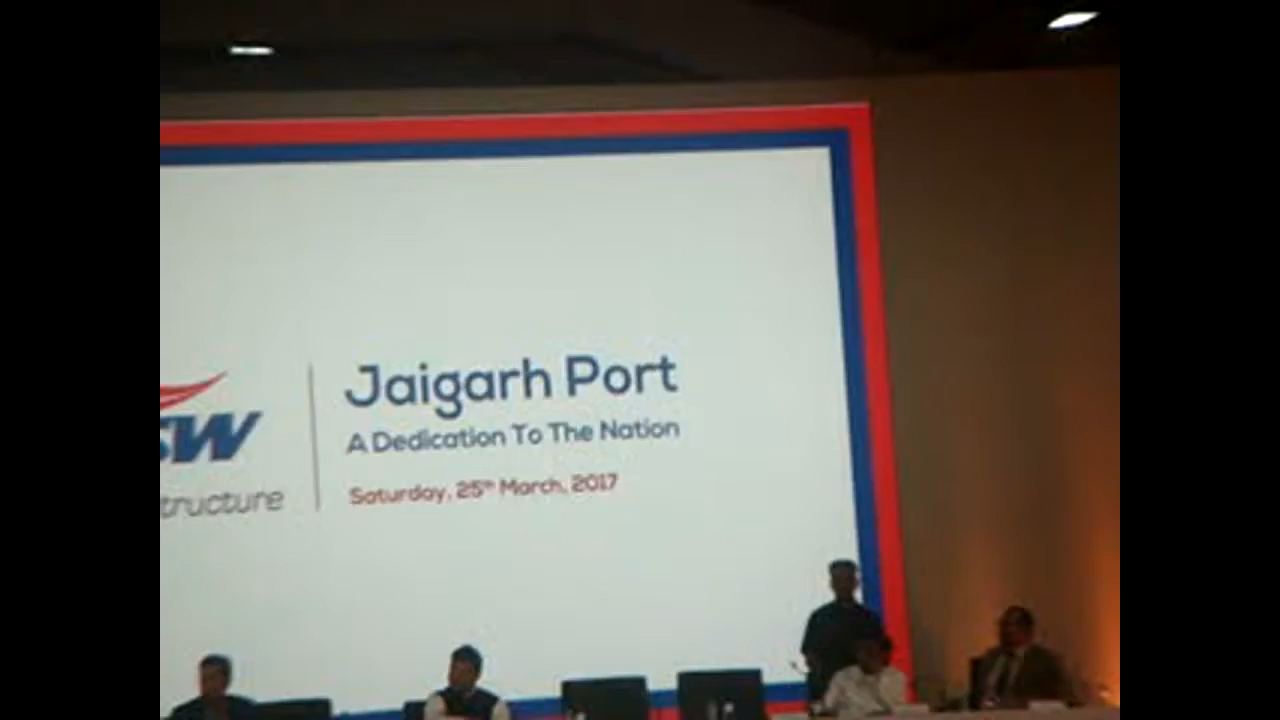 SW
tructure
Jaigarh Port
A Dedication To The Nation
Saturday, 25th March, 2017